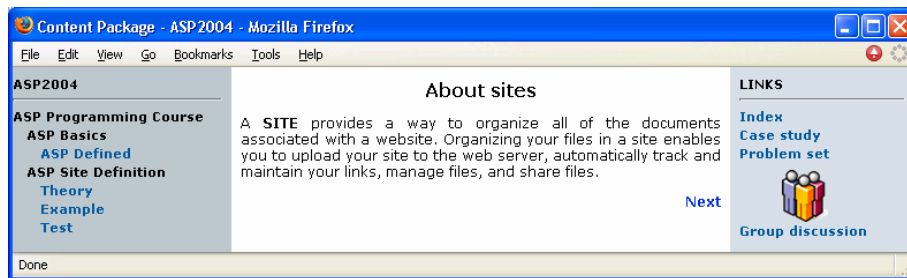 Content Package - ASP2004 - Mozilla Firefox
File Edit View Go Bookmarks Tools Help
ASP2004
ASP Programming Course
ASP Basics
ASP Defined
ASP Site Definition
Theory
Example
Test
About sites
A SITE provides a way to organize all of the documents
associated with a website. Organizing your files in a site enables
you to upload your site to the web server, automatically track and
maintain your links, manage files, and share files.
Next
LINKS
Index
Case study
Problem set
Group discussion
Done